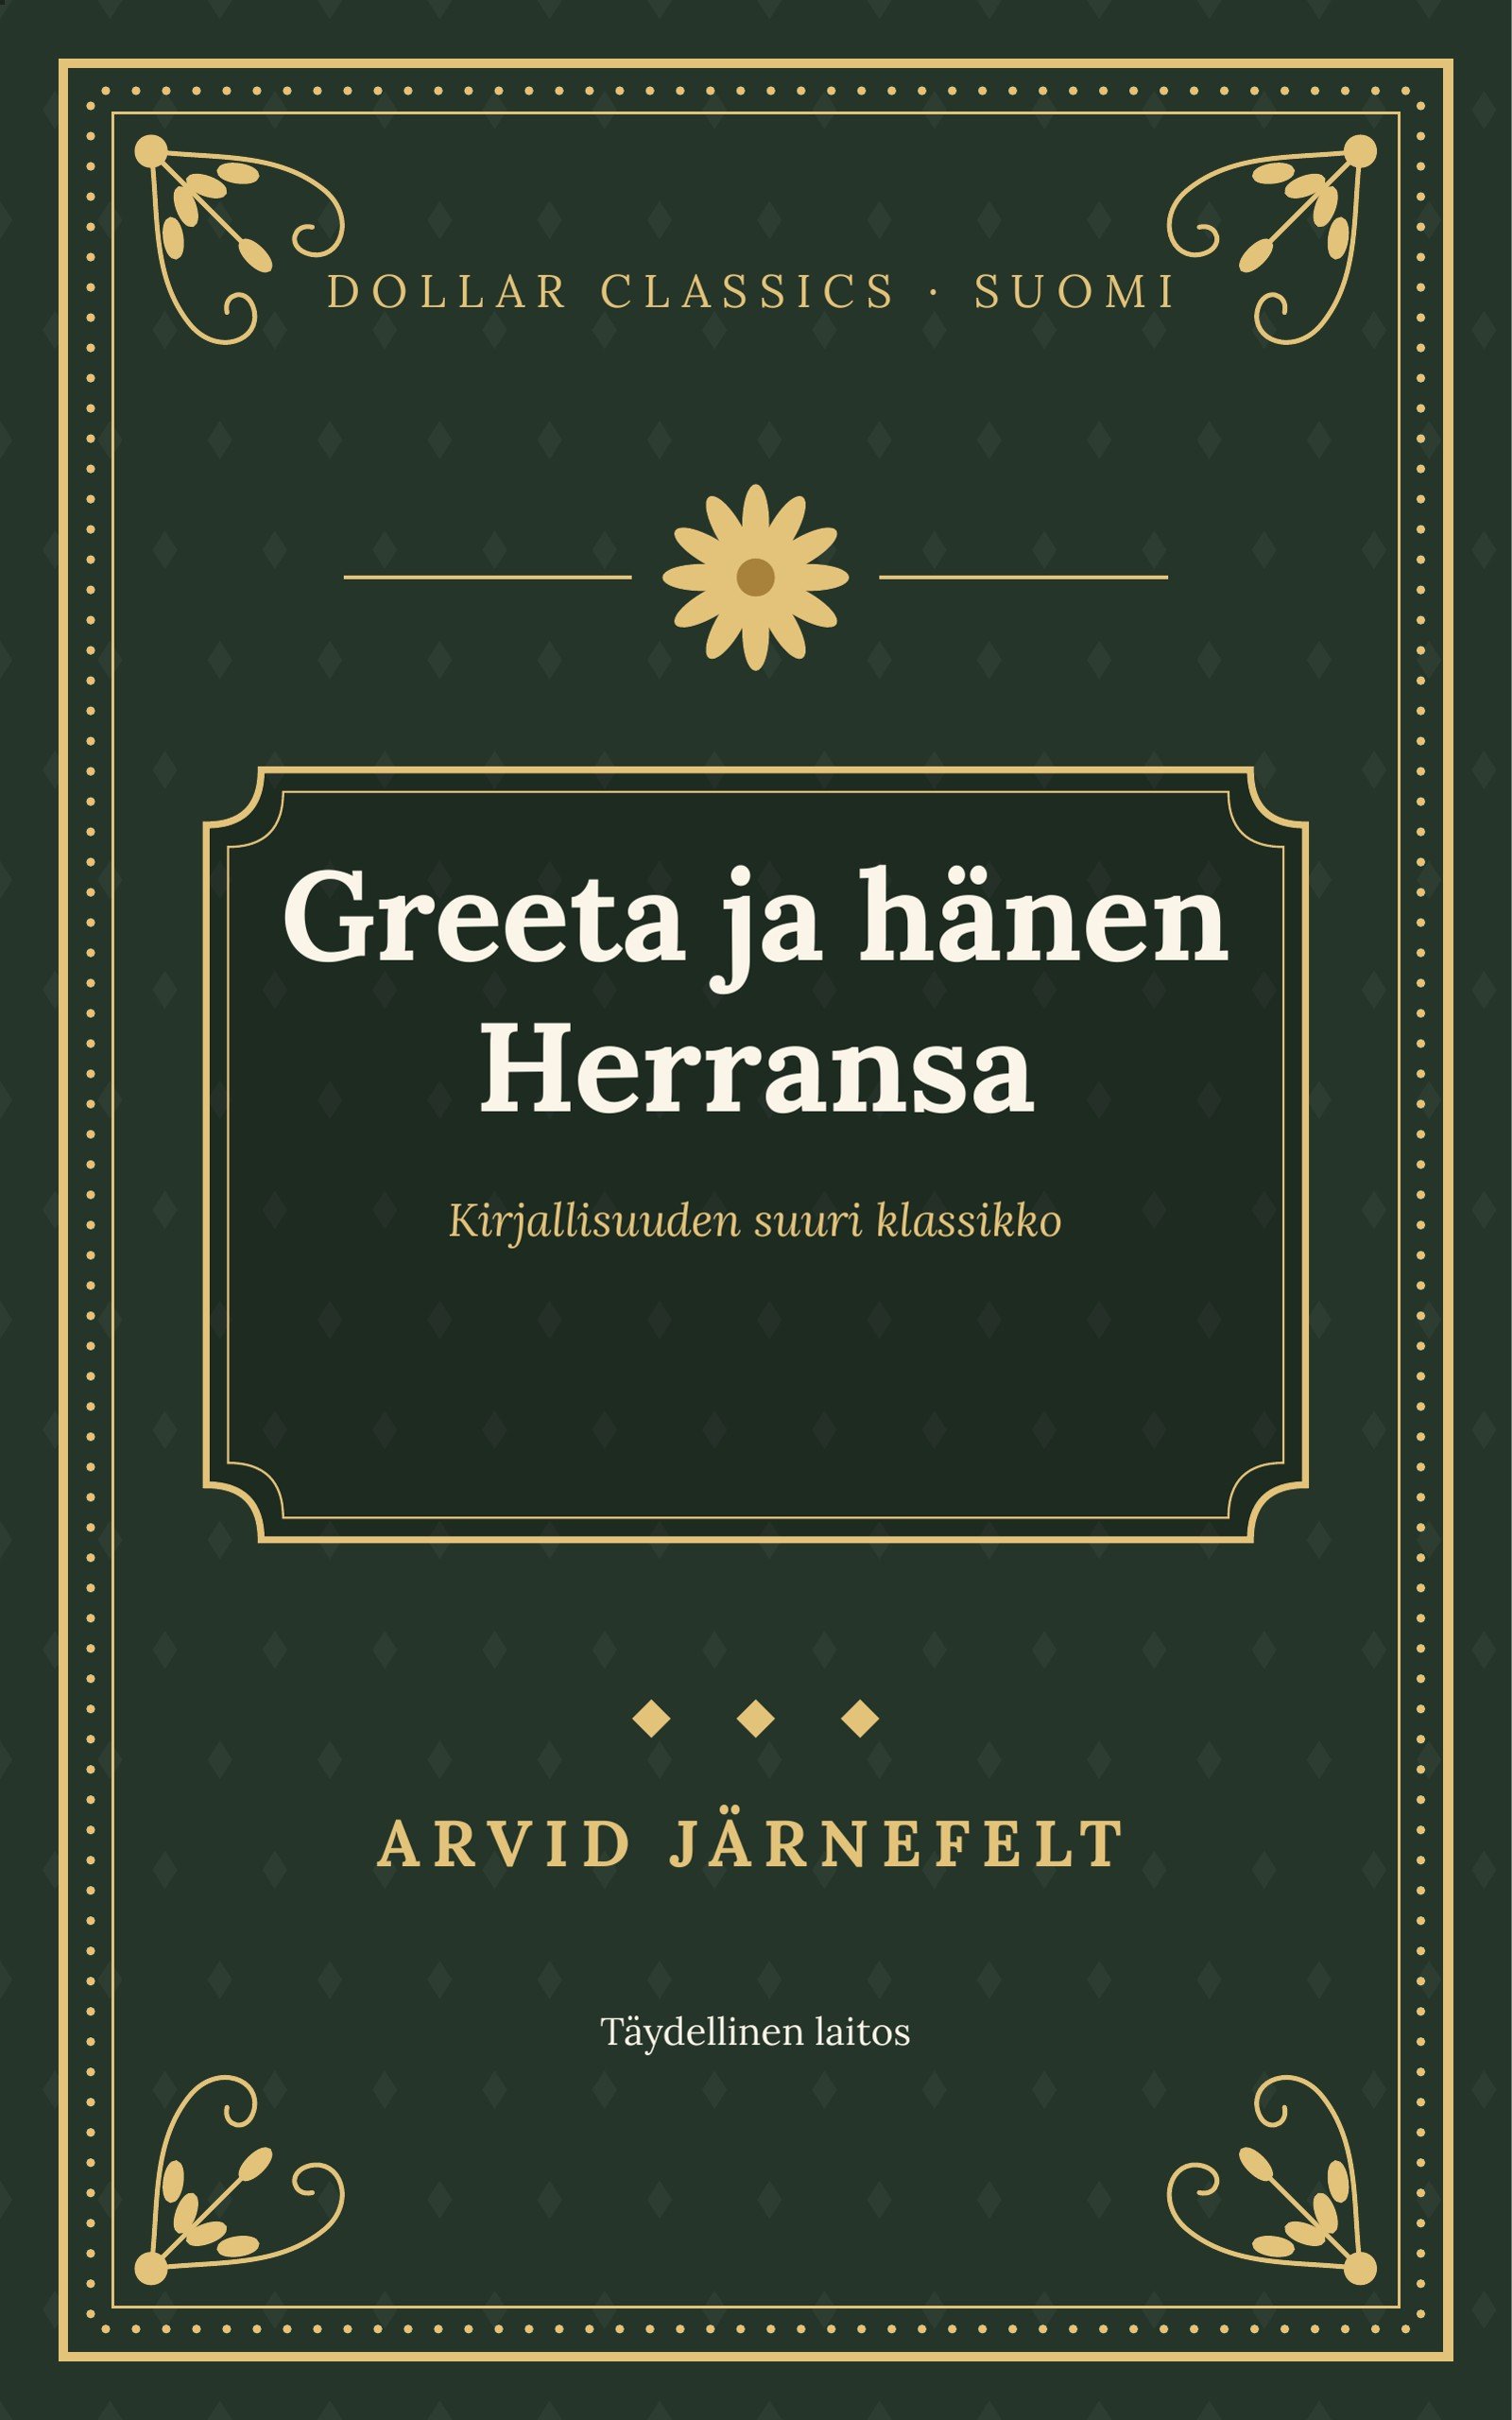 DOLLAR CLASSICS · SUOMI
Greeta ja hänen
Herransa
Kirjallisuuden suuri klassikko
ARVID JÄRNEFELT
Täydellinen laitos